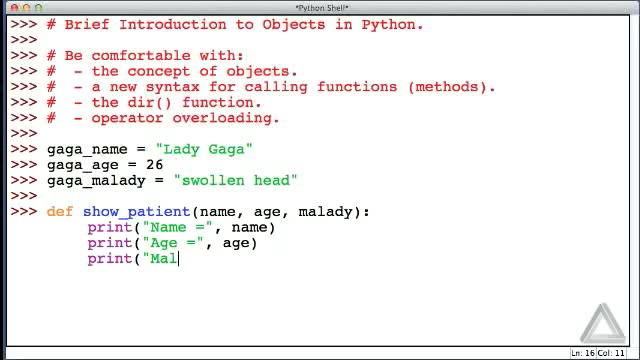 *Python Shell*
>>> # Brief Introduction to Objects in Python.
>>>
>>> # Be comfortable with:
>>> #  - the concept of objects.
>>> #  - a new syntax for calling functions (methods).
>>> #  - the dir() function.
>>> #  - operator overloading.
>>>
>>> gaga_name = "Lady Gaga"
>>> gaga_age = 26
>>> gaga_malady = "swollen head"
>>>
>>> def show_patient(name, age, malady):
print("Name =", name)
print("Age =", age)
print("Mal
Ln: 16 Col: 11